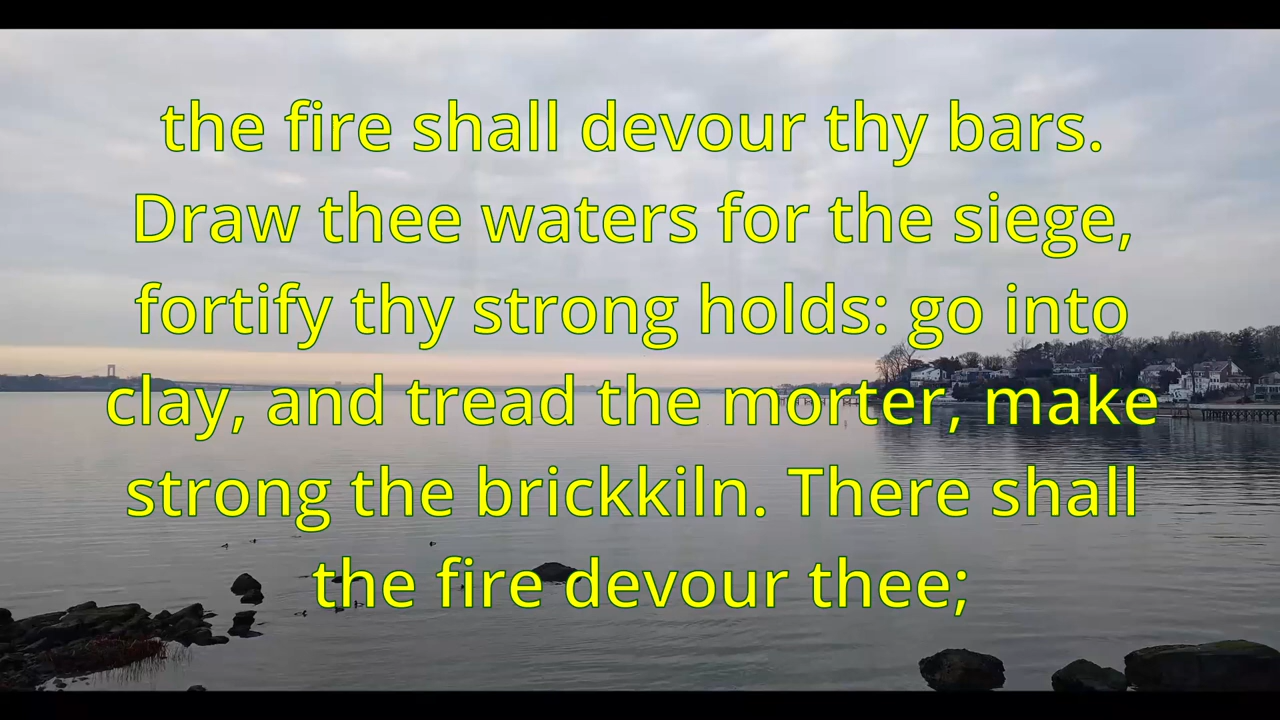 the fire shall devour thy bars.
Draw thee waters for the siege,
fortify thy strong holds: go into
clay, and tread the morter, make
strong the brickkiln. There shall
the fire devour thee;